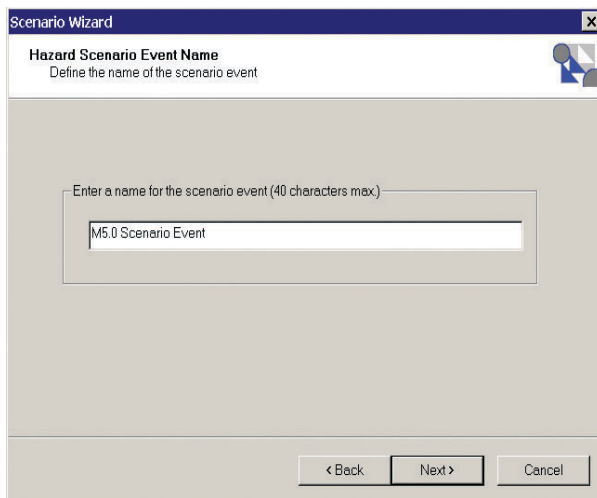 Scenario Wizard
Hazard Scenario Event Name
Define the name of the scenario event
Enter a name for the scenario event (40 characters max.)
M5.0 Scenario Event
< Back Next > Cancel